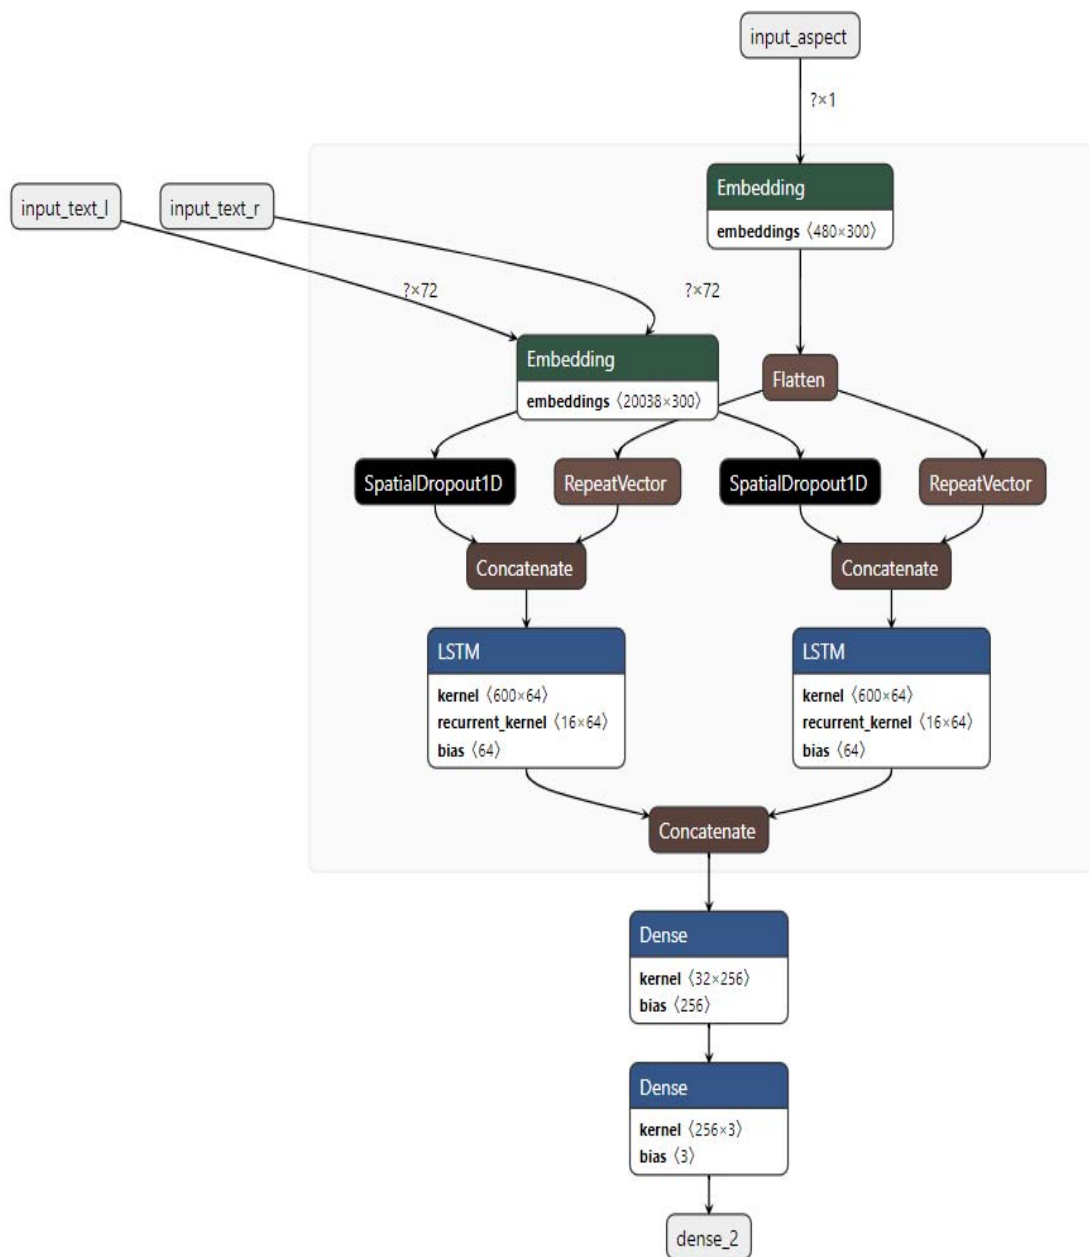 input_aspect
?×1
Embedding
embeddings 〈480×300〉
input_text_l
input_text_r
?×72
?×72
Embedding
embeddings 〈20038×300〉
Flatten
SpatialDropout1D
RepeatVector
SpatialDropout1D
RepeatVector
Concatenate
Concatenate
LSTM
kernel 〈600×64〉
recurrent_kernel 〈16×64〉
bias 〈64〉
LSTM
kernel 〈600×64〉
recurrent_kernel 〈16×64〉
bias 〈64〉
Concatenate
Dense
kernel 〈32×256〉
bias 〈256〉
Dense
kernel 〈256×3〉
bias 〈3〉
dense_2